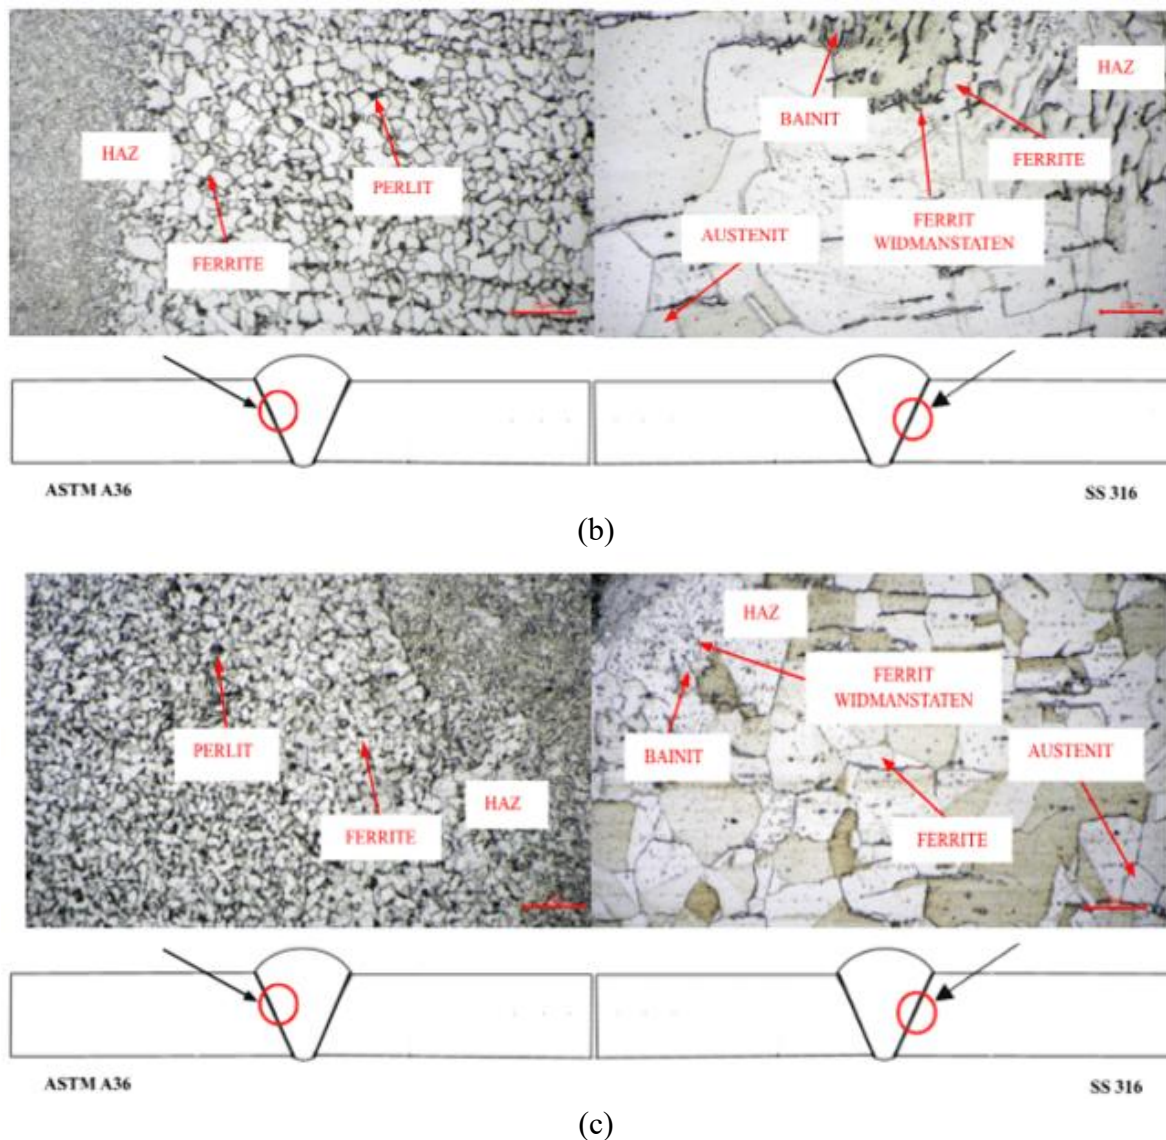 HAZ
PERLIT
FERRITE
BAINIT
HAZ
FERRITE
AUSTENIT
FERRIT
WIDMANSTATEN
ASTM A36
SS 316
(b)
PERLIT
FERRITE
HAZ
HAZ
FERRIT
WIDMANSTATEN
BAINIT
AUSTENIT
FERRITE
ASTM A36
SS 316
(c)